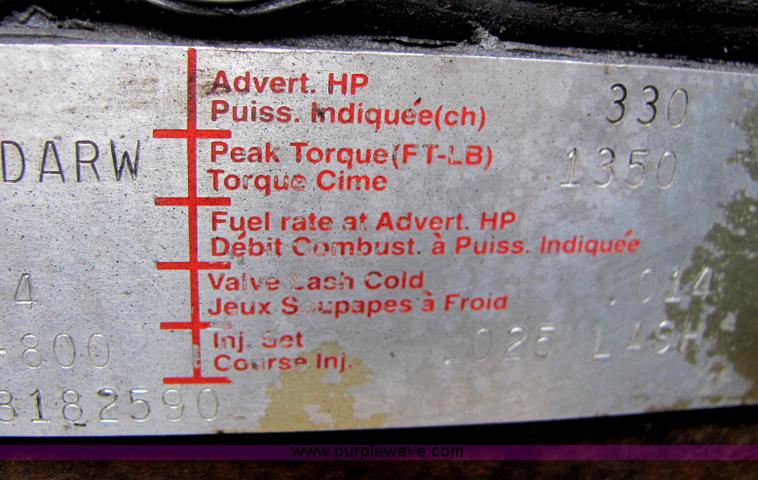 Advert. HP
Puiss. Indiquée(ch) 330
DARW Peak Torque(FT-LB) 1350
Torque Cime
Fuel rate at Advert. HP
Débit Combust. à Puiss. Indiquée
4 Valve Lash Cold .014
Jeux Soupapes à Froid
-800 Inj. Set .025 LASH
Course Inj.
8182590
www.purplewave.com